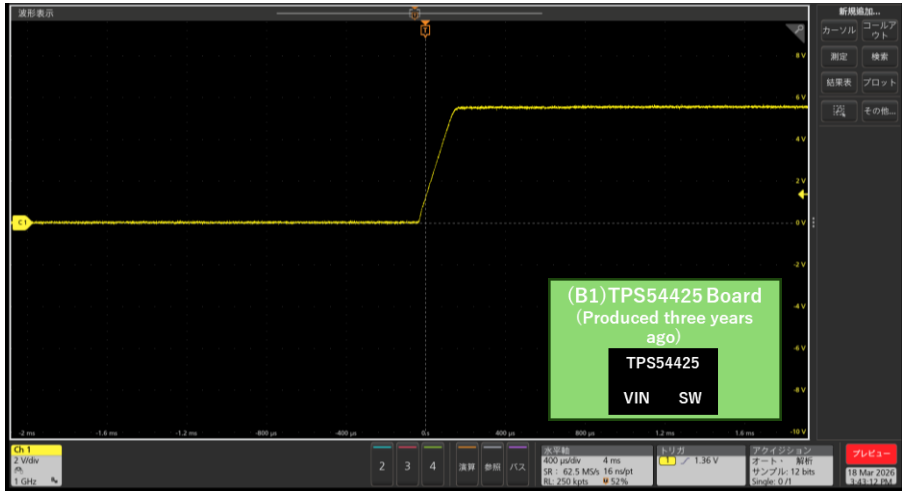 波形表示
新規追加...
カーソル
コールアウト
測定
検索
結果表
プロット
その他...
8 V
6 V
4 V
2 V
0 V
-2 V
-4 V
-6 V
-8 V
-10 V
C1
(B1)TPS54425 Board
(Produced three years
ago)
TPS54425
VIN SW
-2 ms -1.6 ms -1.2 ms -800 μs -400 μs 0 s 400 μs 800 μs 1.2 ms 1.6 ms
Ch 1
2 V/div
1 GHz
2 3 4 演算 参照 バス
水平軸
400 μs/div 4 ms
SR: 62.5 MS/s 16 ns/pt
RL: 250 kpts 52%
トリガ
1 1.36 V
アクイジション
オート・ 解析
サンプル: 12 bits
Single: 0 /1
プレビュー
18 Mar 2026
3:43:12 PM